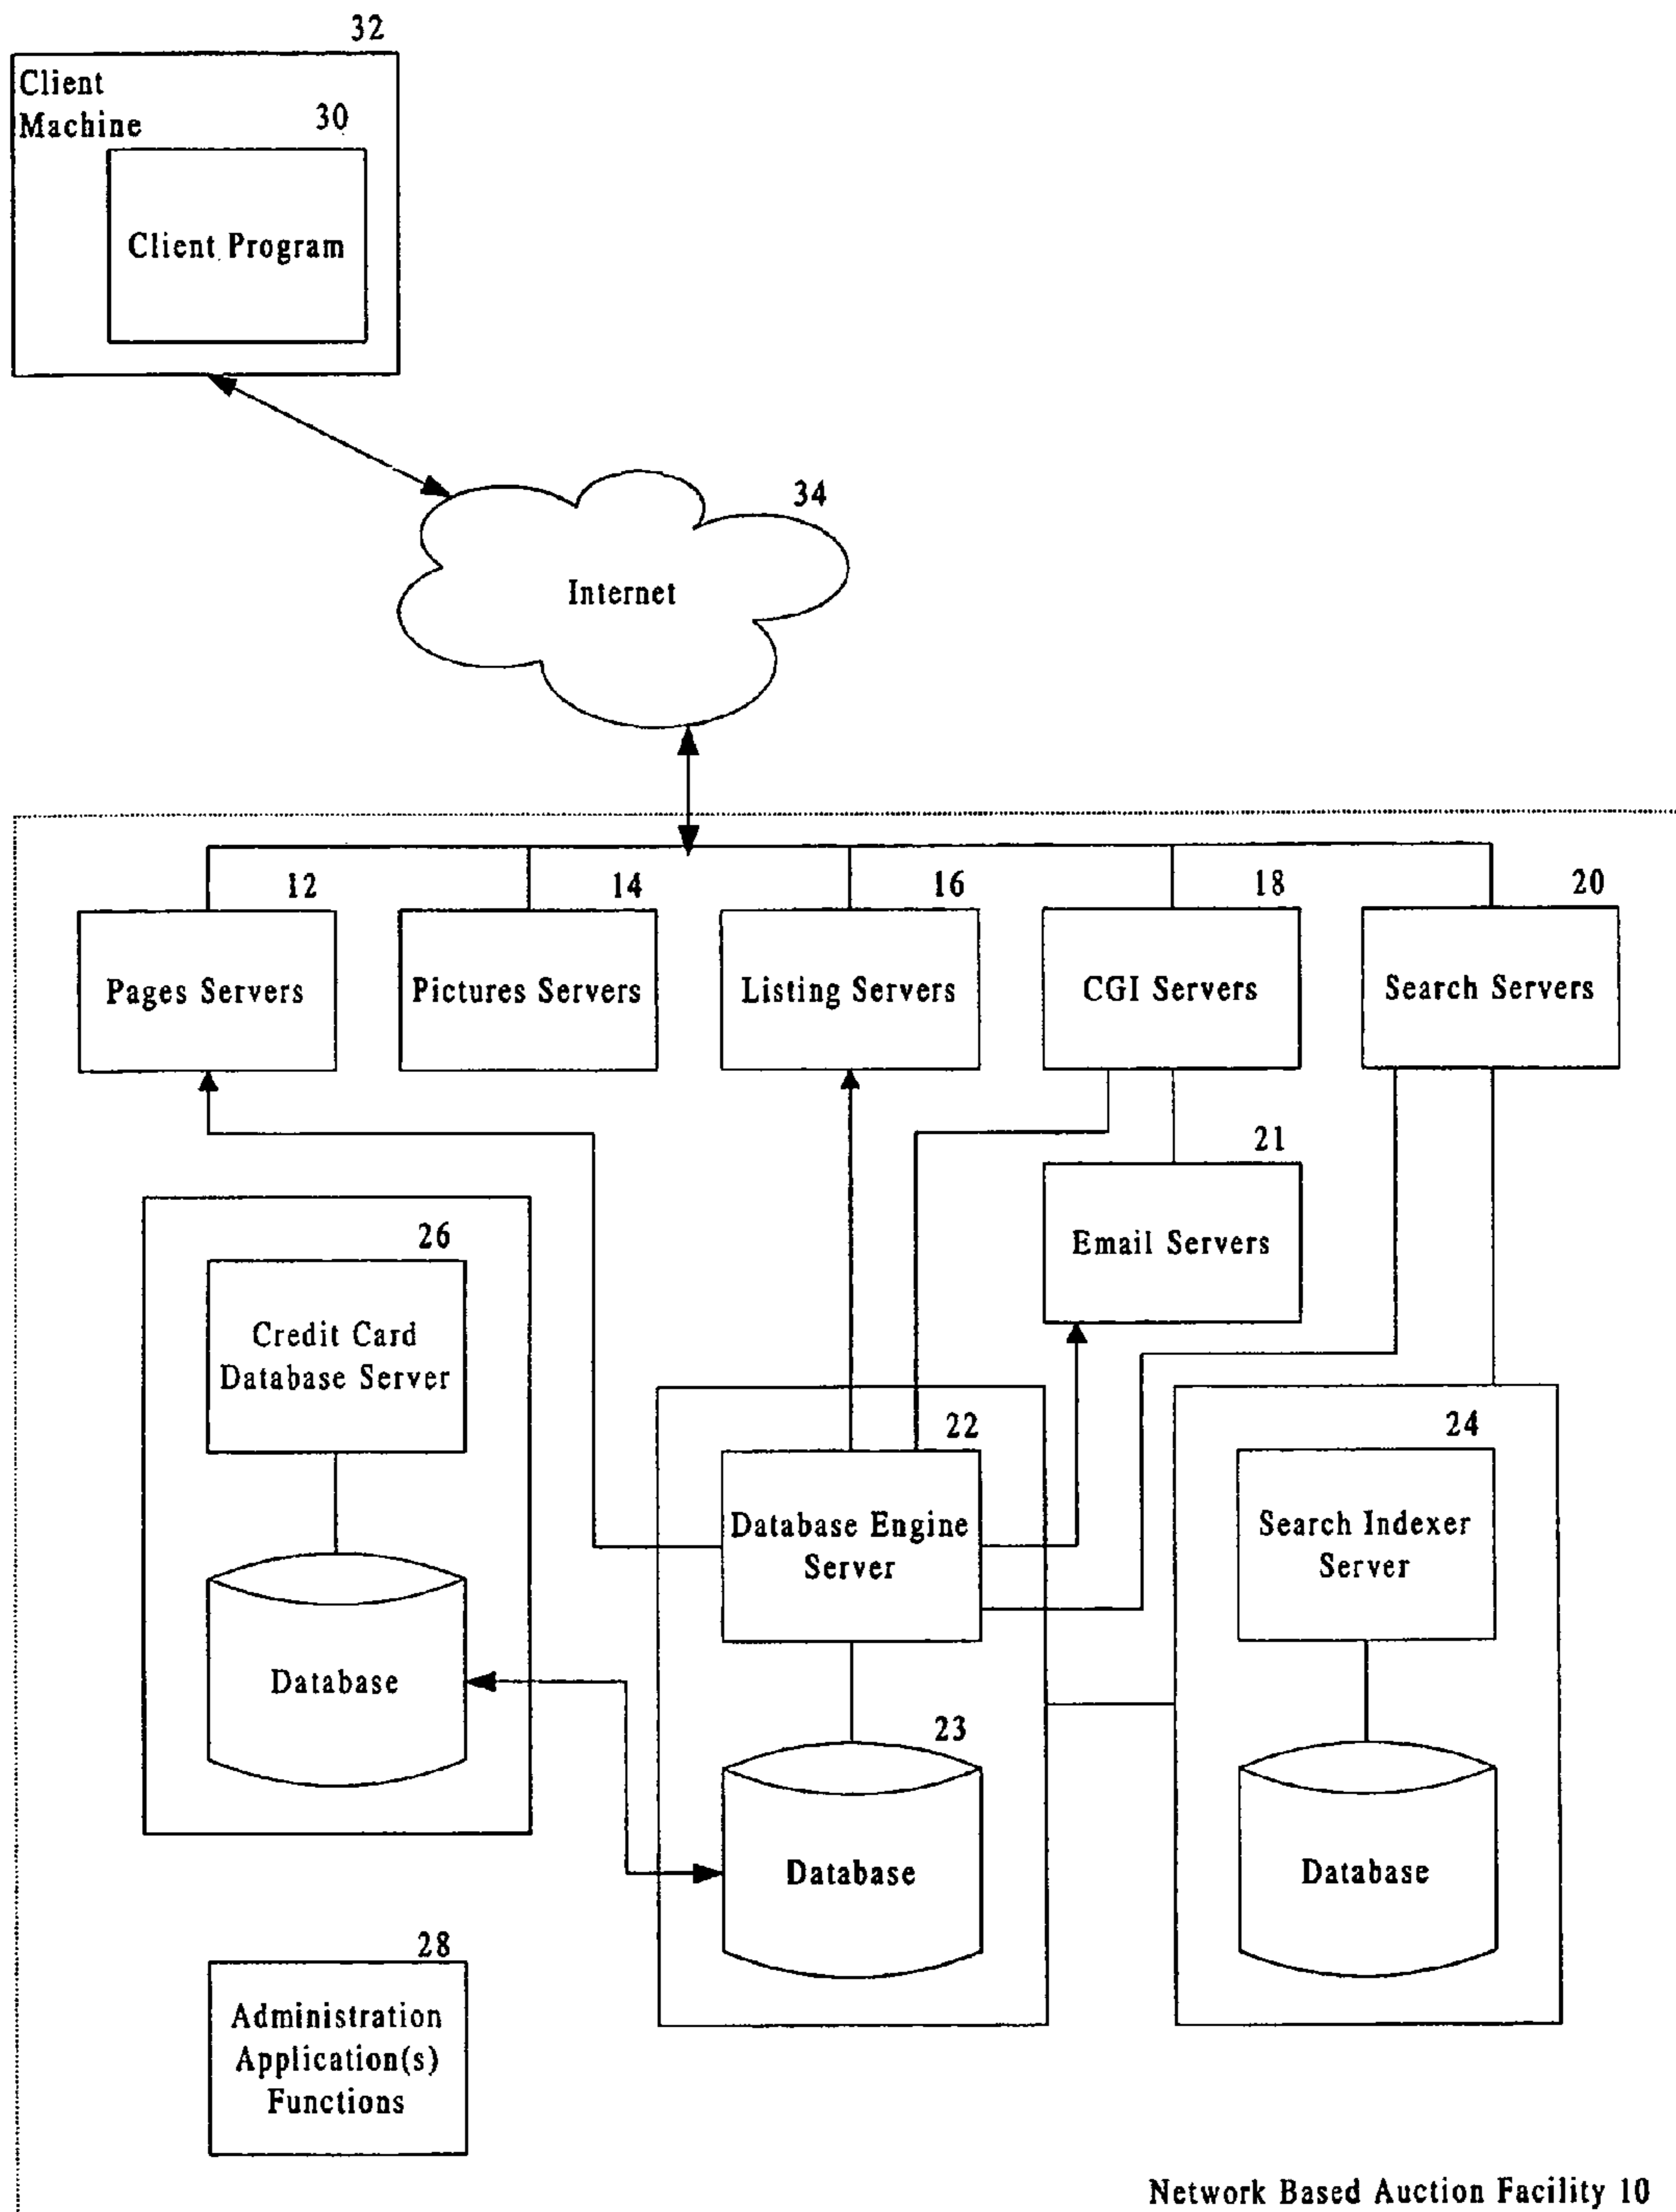 32
Client
Machine
30
Client Program
34
Internet
12
14
16
18
20
Pages Servers
Pictures Servers
Listing Servers
CGI Servers
Search Servers
21
Email Servers
26
Credit Card
Database Server
22
24
Database Engine
Server
Search Indexer
Server
Database
23
Database
Database
28
Administration
Application(s)
Functions
Network Based Auction Facility 10